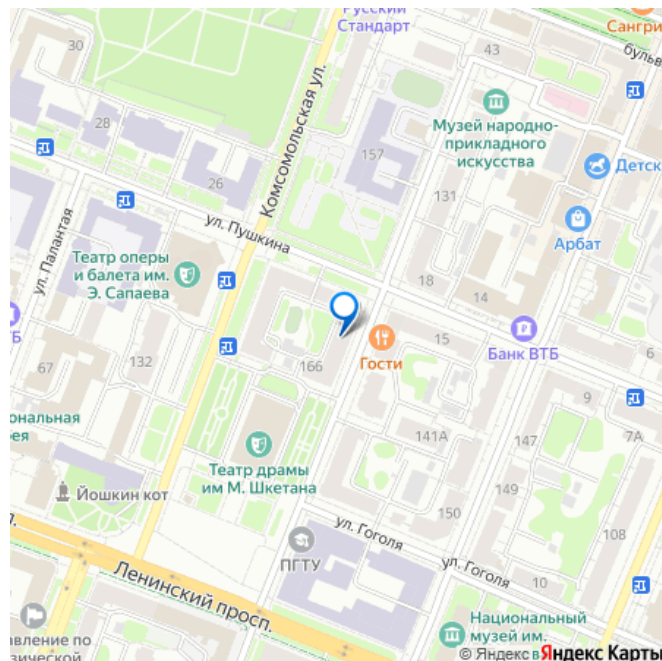 Русский
Стандарт
Сангри
30
43
бульв
Комсомольская ул.
Музей народно-
прикладного
искусства
28
157
Детск
26
131
ул. Палантая
ул. Пушкина
Арбат
Театр оперы
и балета им.
Э. Сапаева
18
14
ТБ
15
Банк ВТБ
132
Гости
67
166
9
7А
141А
147
ональная
рея
Театр драмы
им М. Шкетана
149
Йошкин кот
150
108
ул. Гоголя
ул. Гоголя
ПГТУ
Ленинский просп.
10
Национальный
музей им.
авление по
зической
© Яндекс
Яндекс Карты